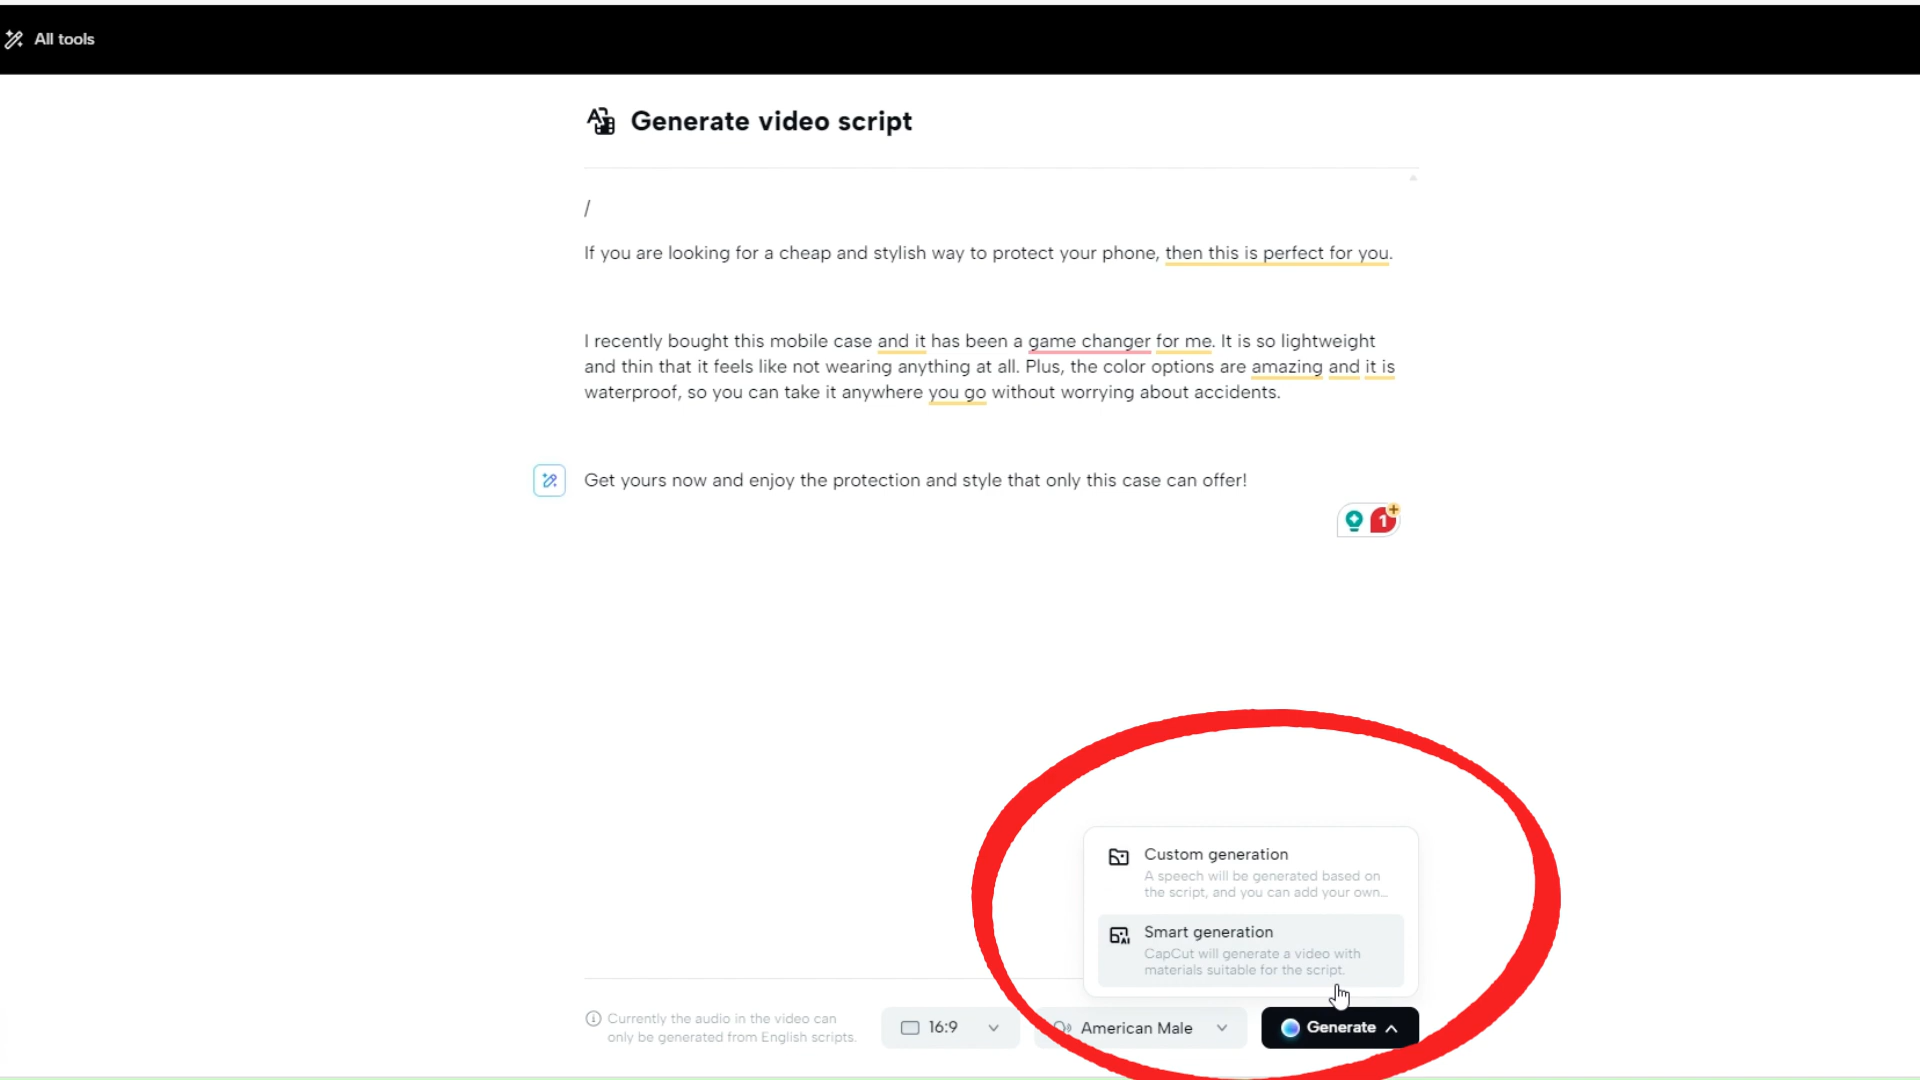 All tools
Generate video script
/
If you are looking for a cheap and stylish way to protect your phone, then this is perfect for you.
I recently bought this mobile case and it has been a game changer for me. It is so lightweight
and thin that it feels like not wearing anything at all. Plus, the color options are amazing and it is
waterproof, so you can take it anywhere you go without worrying about accidents.
Get yours now and enjoy the protection and style that only this case can offer!
1
Custom generation
A speech will be generated based on
the script, and you can add your own...
Smart generation
AI
CapCut will generate a video with
materials suitable for the script.
Currently the audio in the video can
only be generated from English scripts.
16:9
American Male
Generate